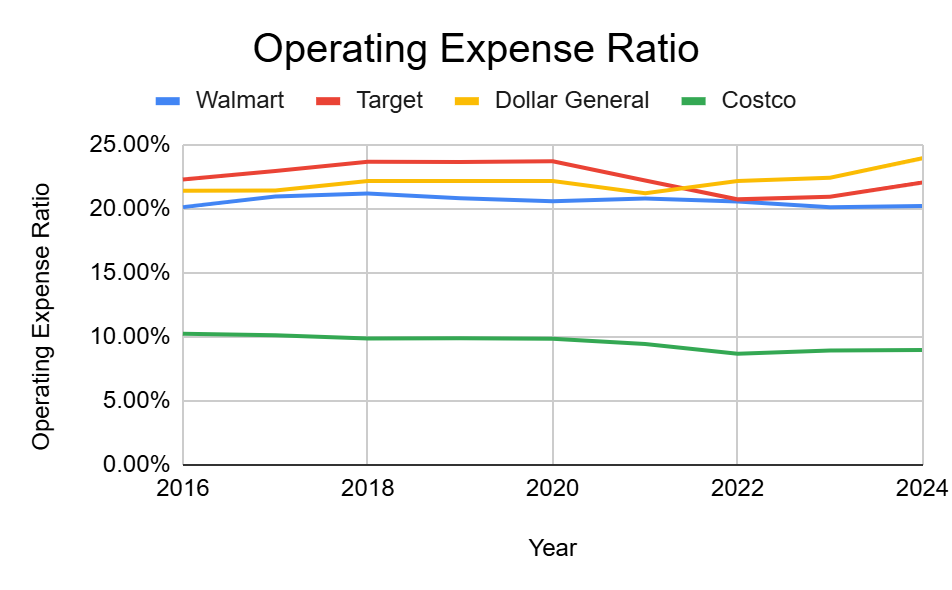 Operating Expense Ratio
Walmart Target Dollar General Costco
25.00%
20.00%
15.00%
10.00%
5.00%
0.00%
Operating Expense Ratio
2016 2018 2020 2022 2024
Year